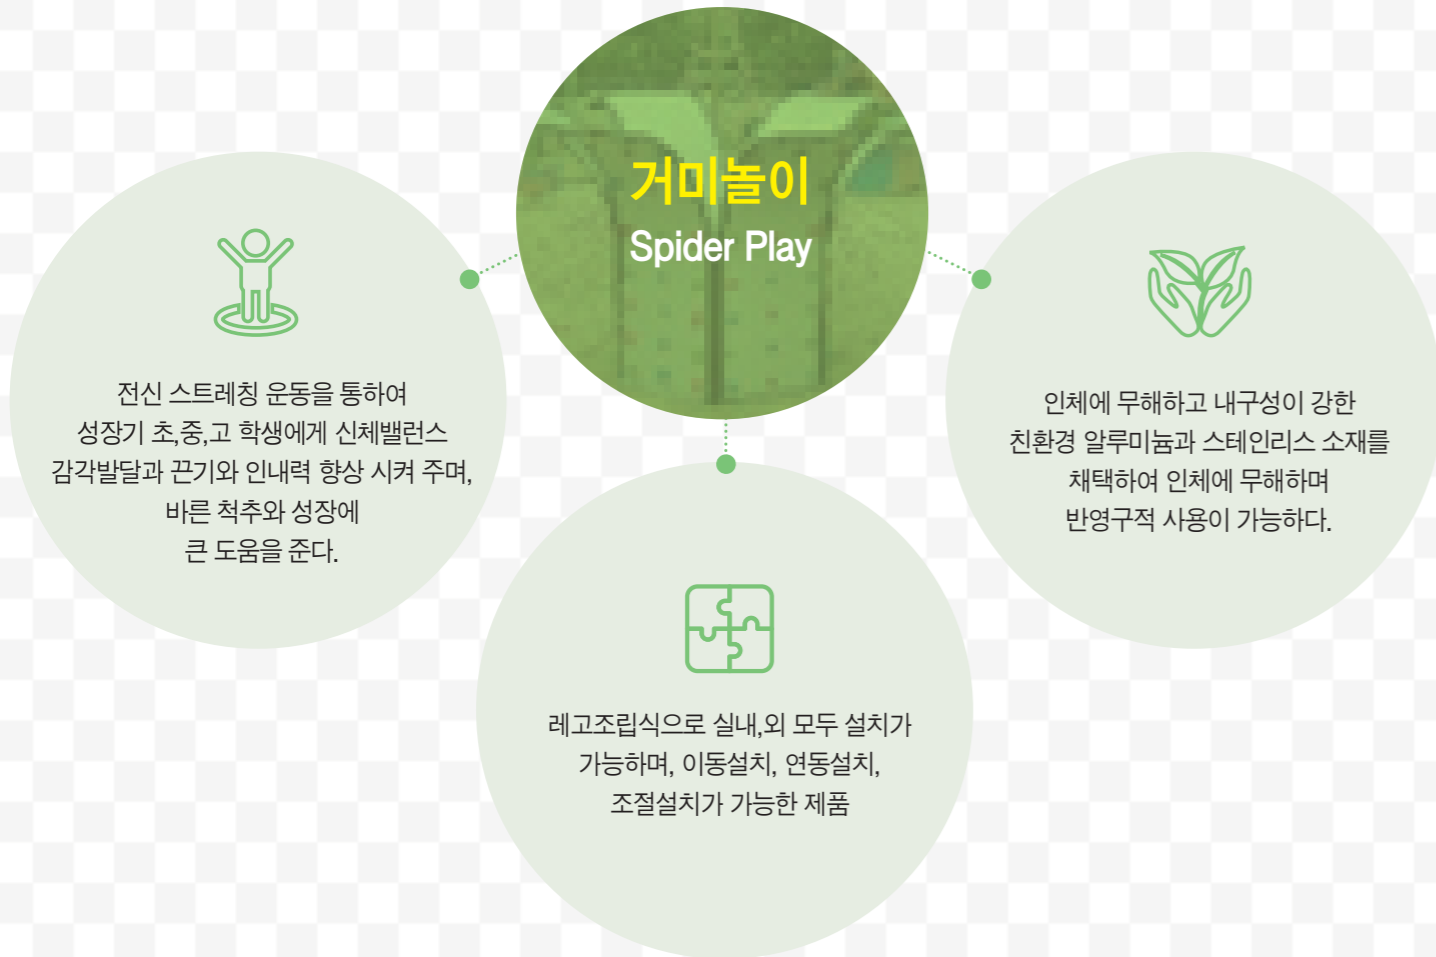 거미놀이
Spider Play
전신 스트레칭 운동을 통하여
성장기 초,중,고 학생에게 신체밸런스
감각발달과 끈기와 인내력 향상 시켜 주며,
바른 척추와 성장에
큰 도움을 준다.
인체에 무해하고 내구성이 강한
친환경 알루미늄과 스테인리스 소재를
채택하여 인체에 무해하며
반영구적 사용이 가능하다.
레고조립식으로 실내,외 모두 설치가
가능하며, 이동설치, 연동설치,
조절설치가 가능한 제품